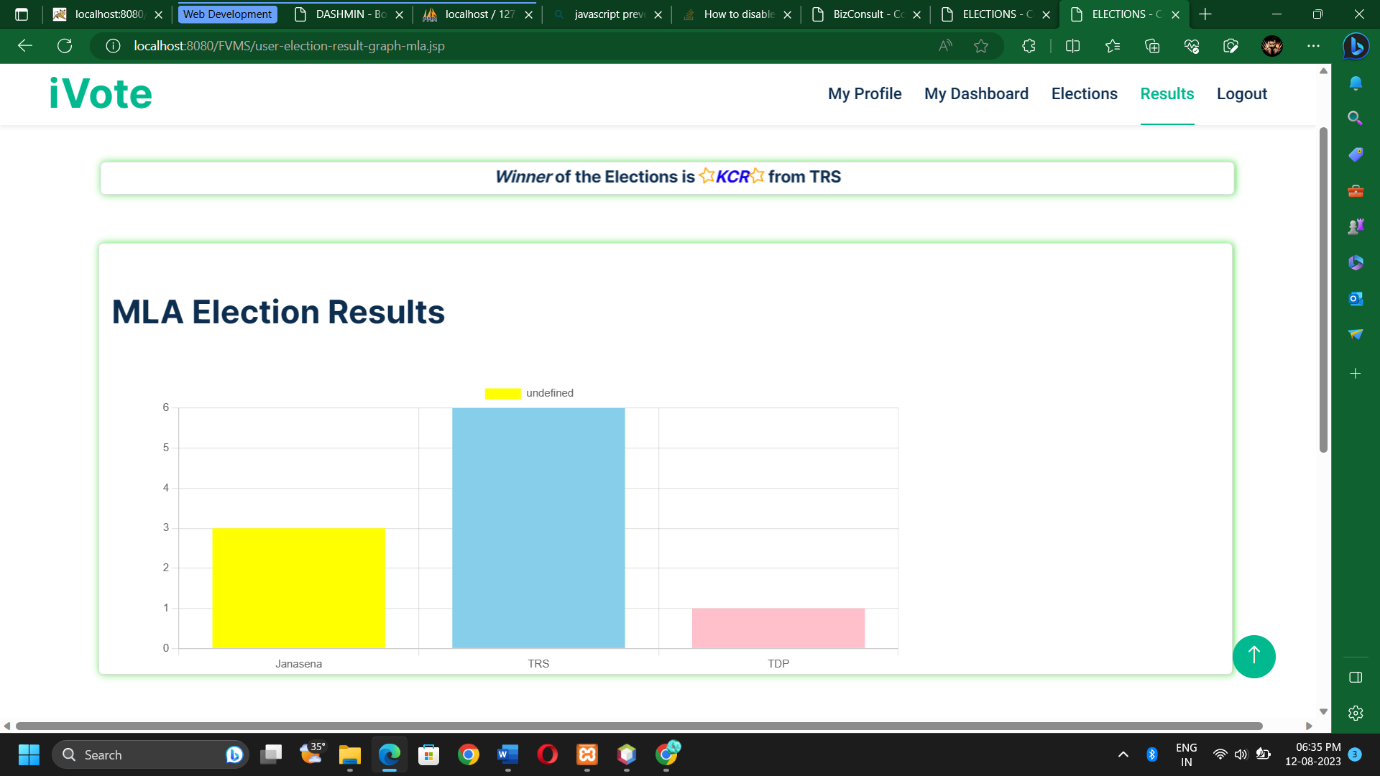 localhost:8080/
Web Development
DASHMIN - Bo
localhost / 127
javascript prev
How to disable
BizConsult - Co
ELECTIONS - C
ELECTIONS - C
localhost:8080/FVMS/user-election-result-graph-mla.jsp
iVote
My Profile
My Dashboard
Elections
Results
Logout
Winner of the Elections is KCR from TRS
MLA Election Results
undefined
6
5
4
3
2
1
0
Janasena
TRS
TDP
35°
Search
ENG
IN
06:35 PM
12-08-2023
3